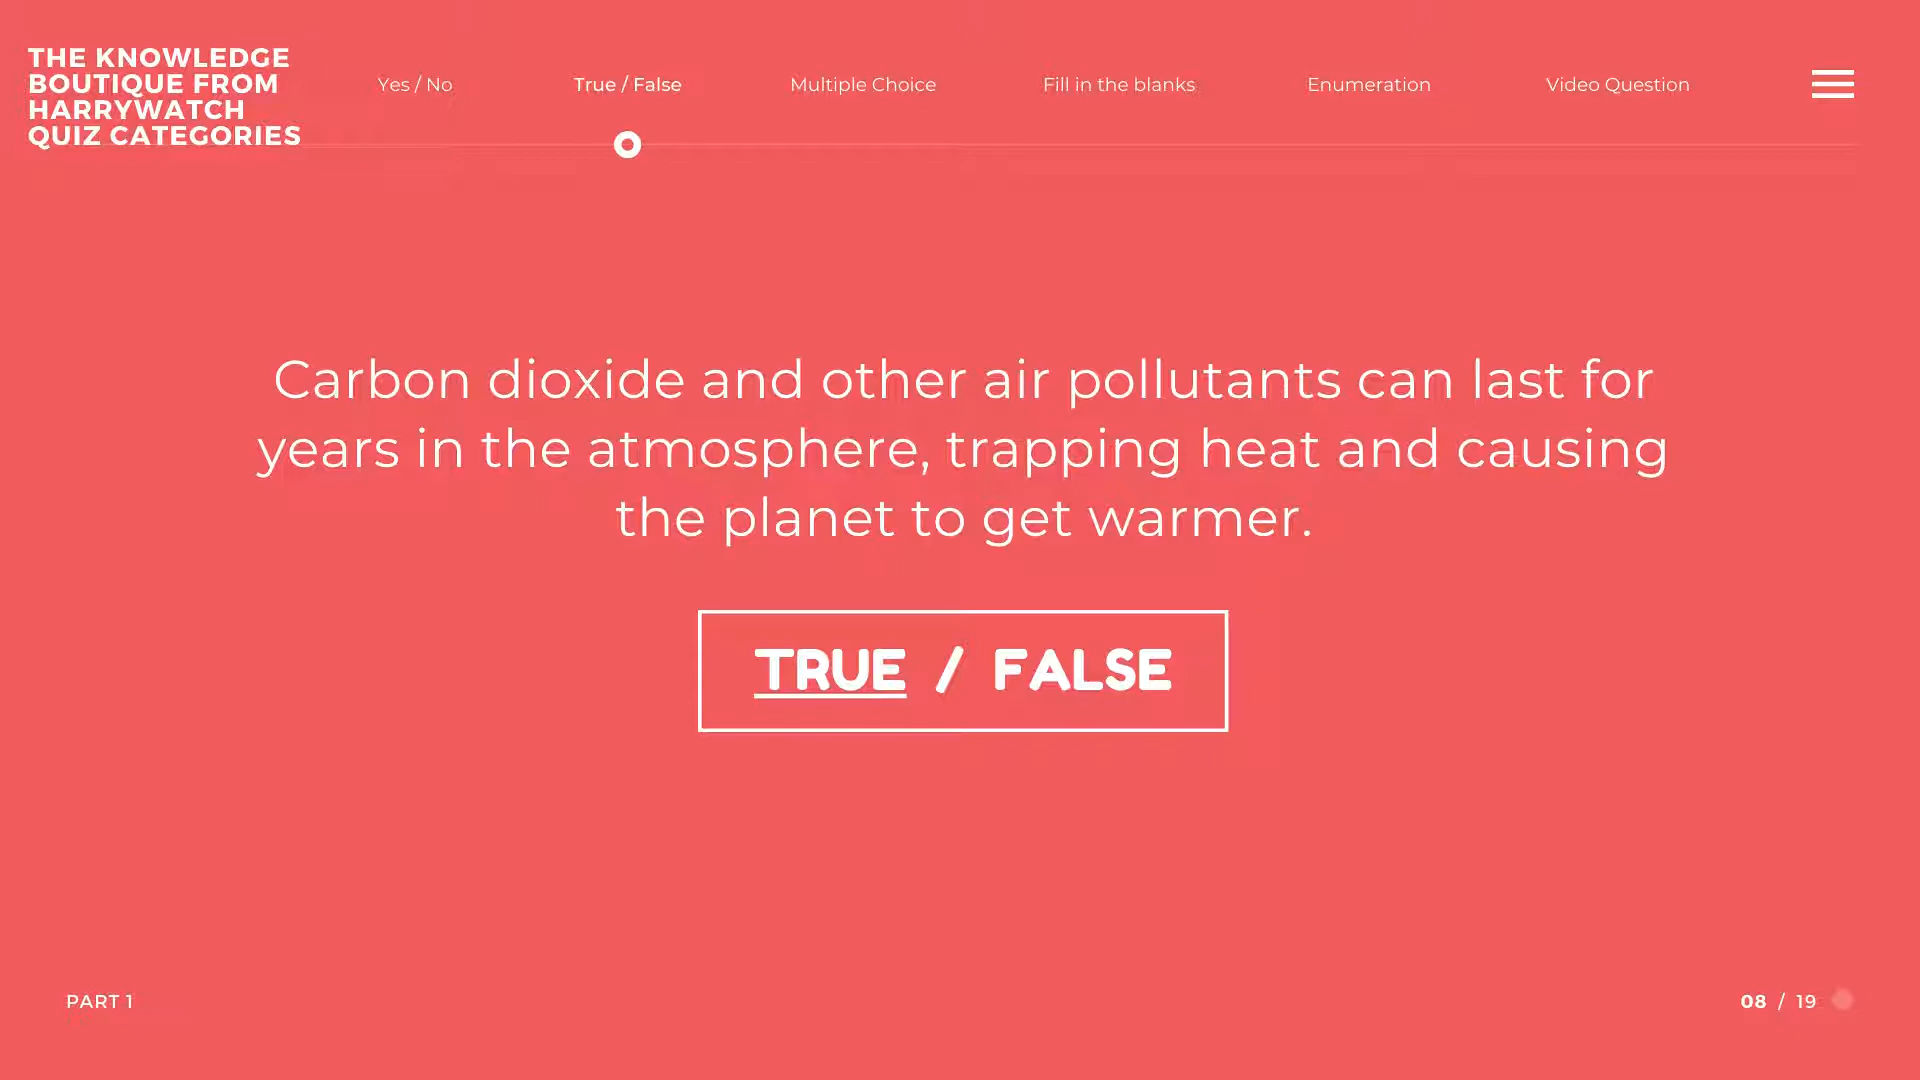 THE KNOWLEDGE
BOUTIQUE FROM
HARRYWATCH
QUIZ CATEGORIES
Yes / No
True / False
Multiple Choice
Fill in the blanks
Enumeration
Video Question
Carbon dioxide and other air pollutants can last for
years in the atmosphere, trapping heat and causing
the planet to get warmer.
TRUE / FALSE
PART 1
08 / 19